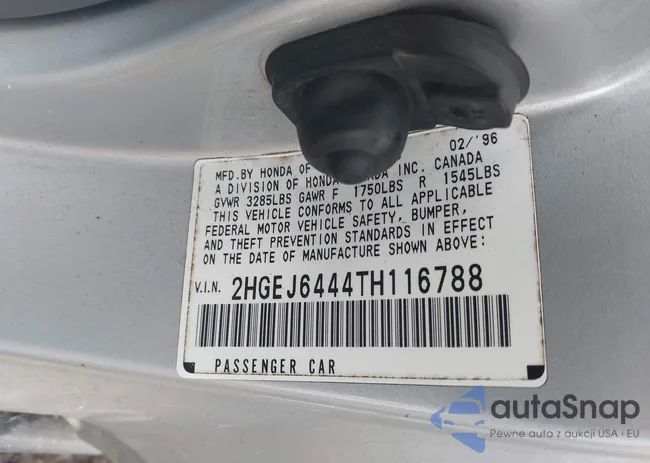 02/'96
MFD. BY HONDA OF CANADA INC. CANADA
A DIVISION OF HONDA
GVWR 3285LBS GAWR F 1750LBS R 1545LBS
THIS VEHICLE CONFORMS TO ALL APPLICABLE
FEDERAL MOTOR VEHICLE SAFETY, BUMPER,
AND THEFT PREVENTION STANDARDS IN EFFECT
ON THE DATE OF MANUFACTURE SHOWN ABOVE:
V.I.N. 2HGEJ6444TH116788
PASSENGER CAR
autaSnap
Pewne auta z aukcji USA i EU